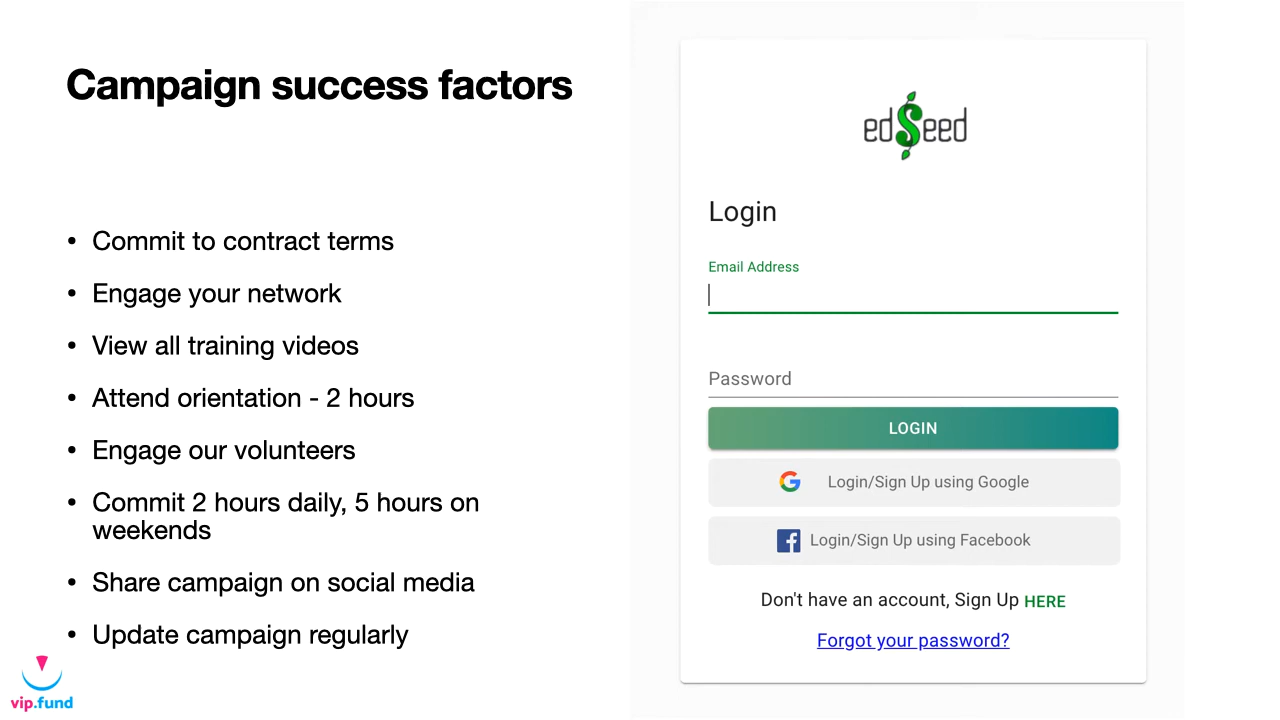 Campaign success factors
• Commit to contract terms
• Engage your network
• View all training videos
• Attend orientation - 2 hours
• Engage our volunteers
• Commit 2 hours daily, 5 hours on
weekends
• Share campaign on social media
• Update campaign regularly
vip.fund
edSeed
Login
Email Address
Password
LOGIN
Login/Sign Up using Google
Login/Sign Up using Facebook
Don't have an account, Sign Up HERE
Forgot your password?